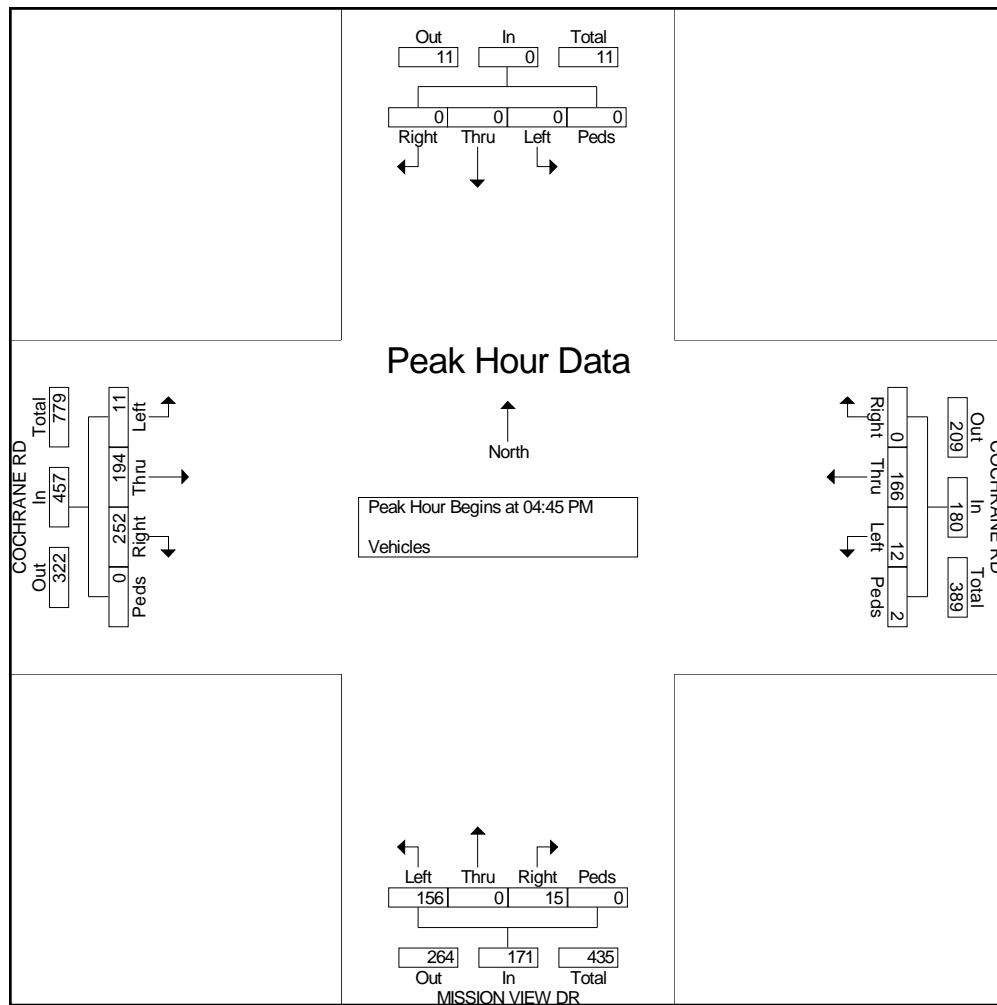 Out In Total
11 0 11
0 0 0 0
Right Thru Left Peds
Peak Hour Data
North
Peak Hour Begins at 04:45 PM
Vehicles
COCHRANE RD
Out In Total
322 457 779
0 252 194 11
Peds Right Thru Left
COCHRANE RD
Out In Total
209 180 389
0 166 12 2
Right Thru Left Peds
Left Thru Right Peds
156 0 15 0
264 171 435
Out In Total
MISSION VIEW DR